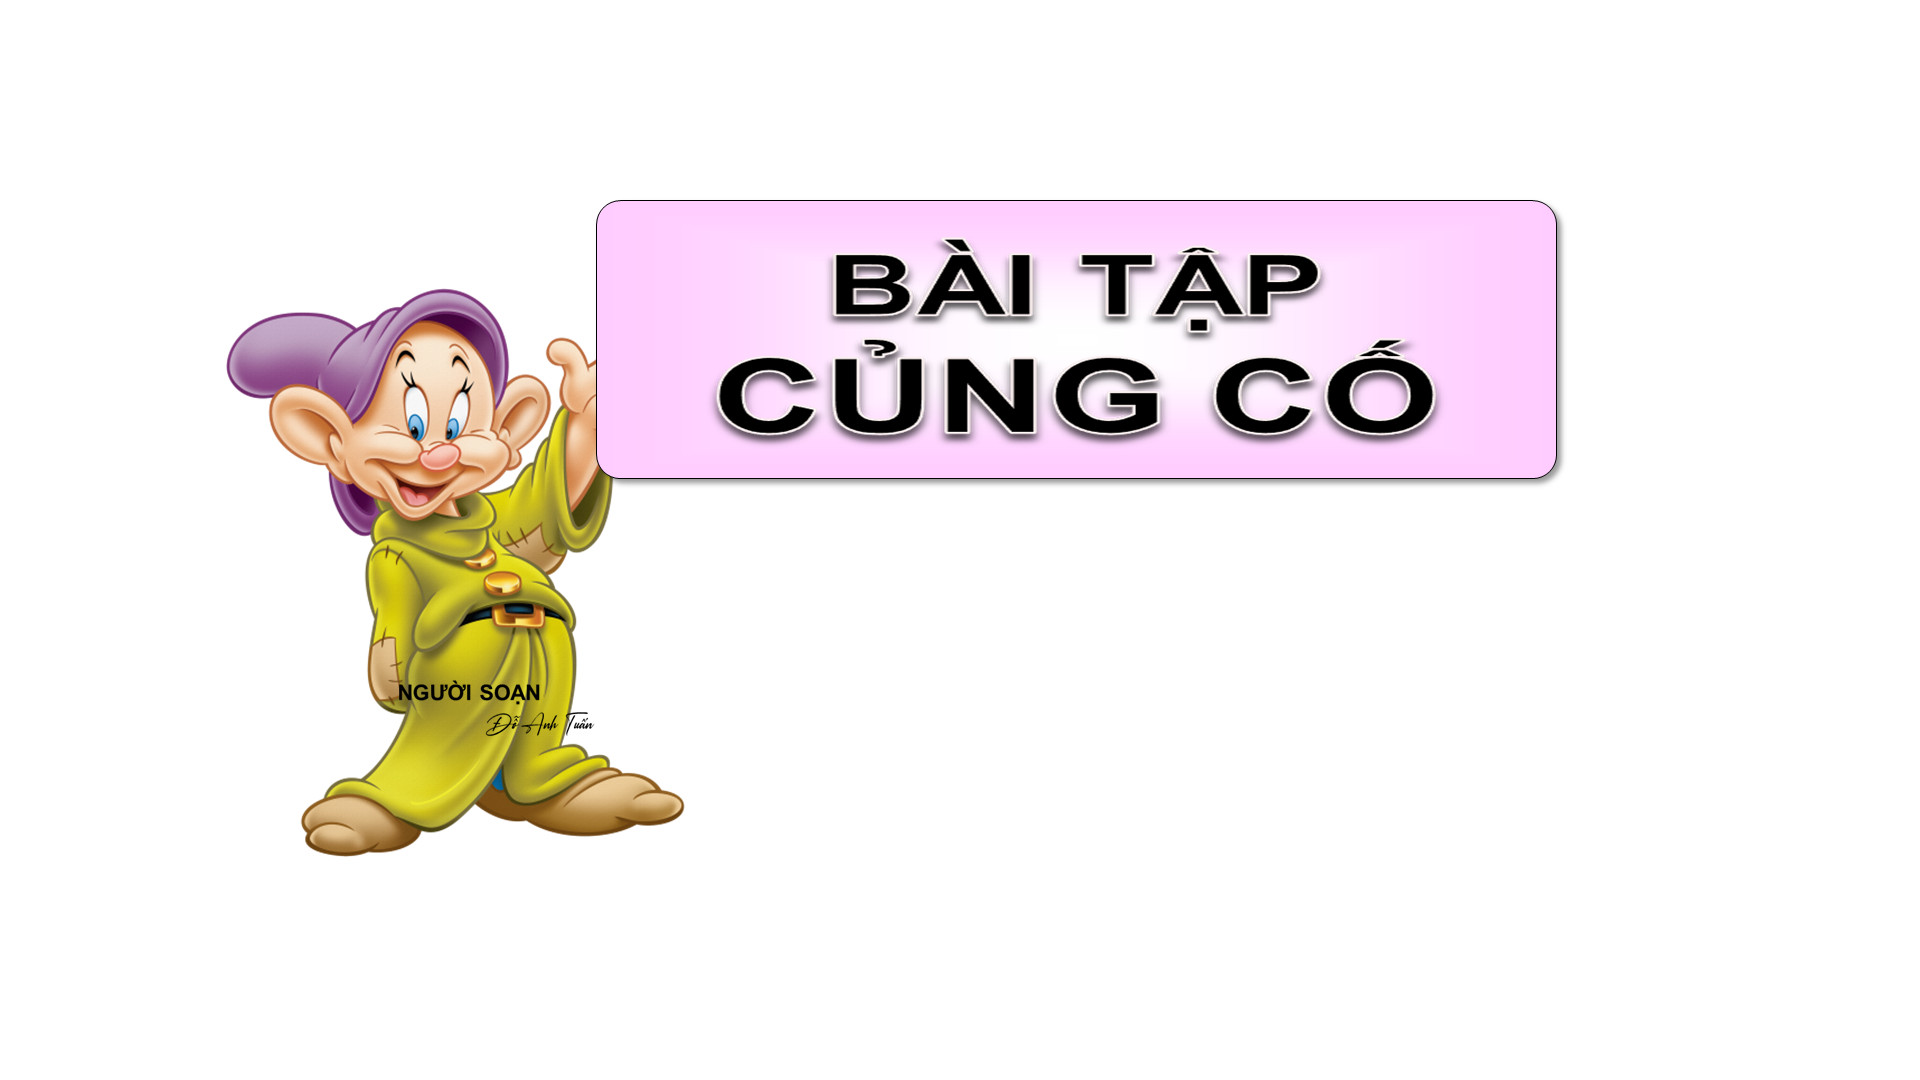 BÀI TẬP
CỦNG CỐ
NGƯỜI SOẠN
Đỗ Anh Tuấn